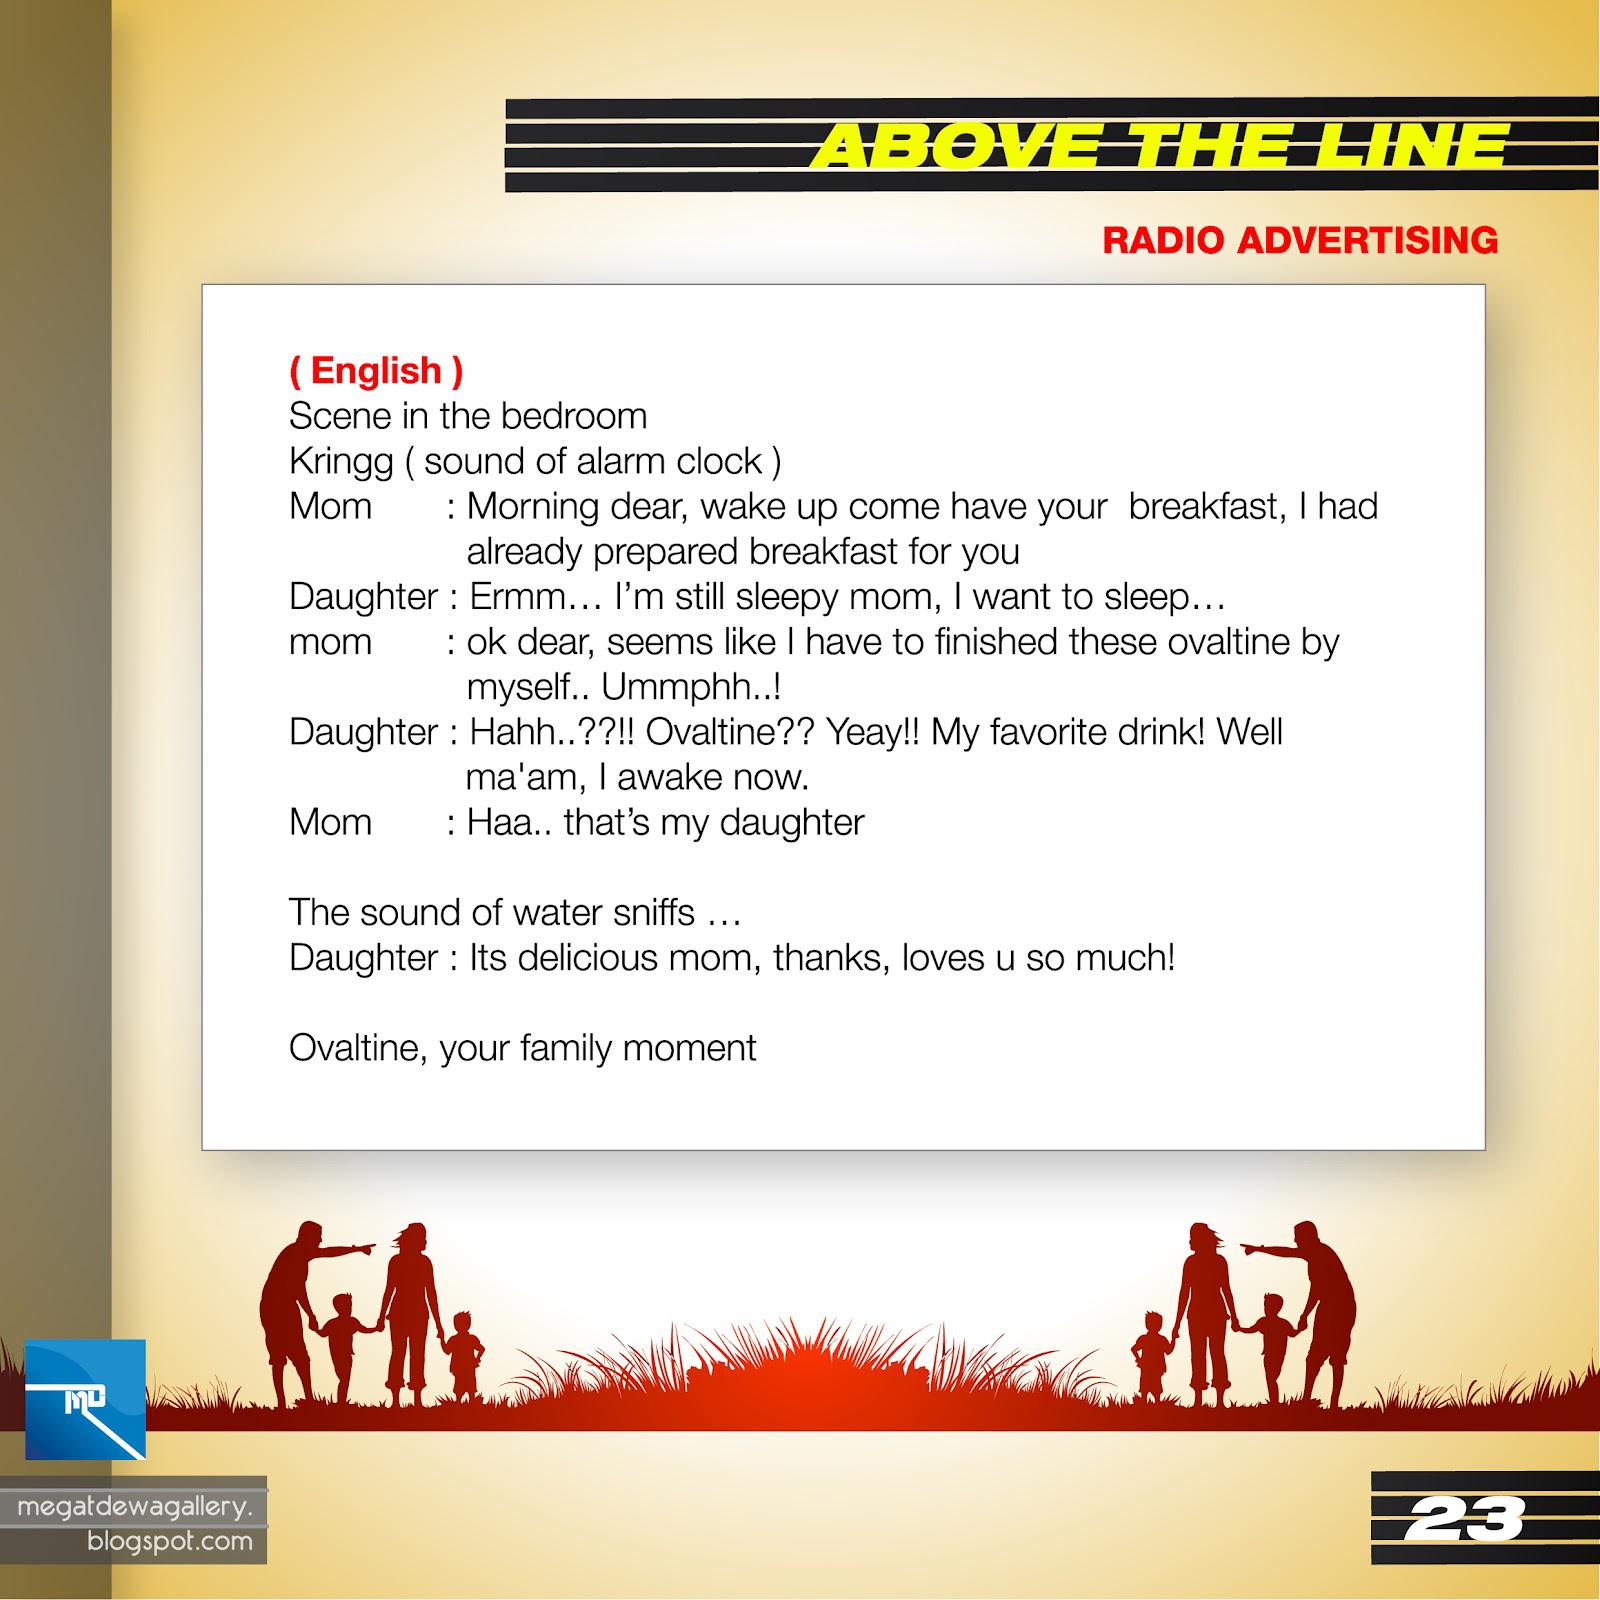 ABOVE THE LINE
RADIO ADVERTISING
( English )
Scene in the bedroom
Kringg ( sound of alarm clock )
Mom : Morning dear, wake up come have your breakfast, I had
already prepared breakfast for you
Daughter : Ermm… I’m still sleepy mom, I want to sleep…
mom : ok dear, seems like I have to finished these ovaltine by
myself.. Ummphh..!
Daughter : Hahh..??!! Ovaltine?? Yeay!! My favorite drink! Well
ma'am, I awake now.
Mom : Haa.. that’s my daughter
The sound of water sniffs …
Daughter : Its delicious mom, thanks, loves u so much!
Ovaltine, your family moment
MD
megatdewagallery.
blogspot.com
23